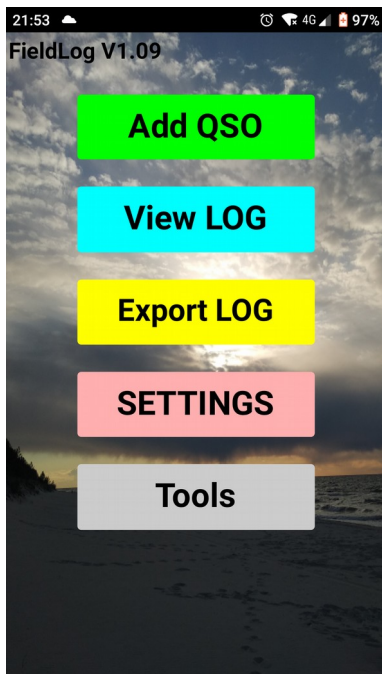 21:53 4G 97%
FieldLog V1.09
Add QSO
View LOG
Export LOG
SETTINGS
Tools